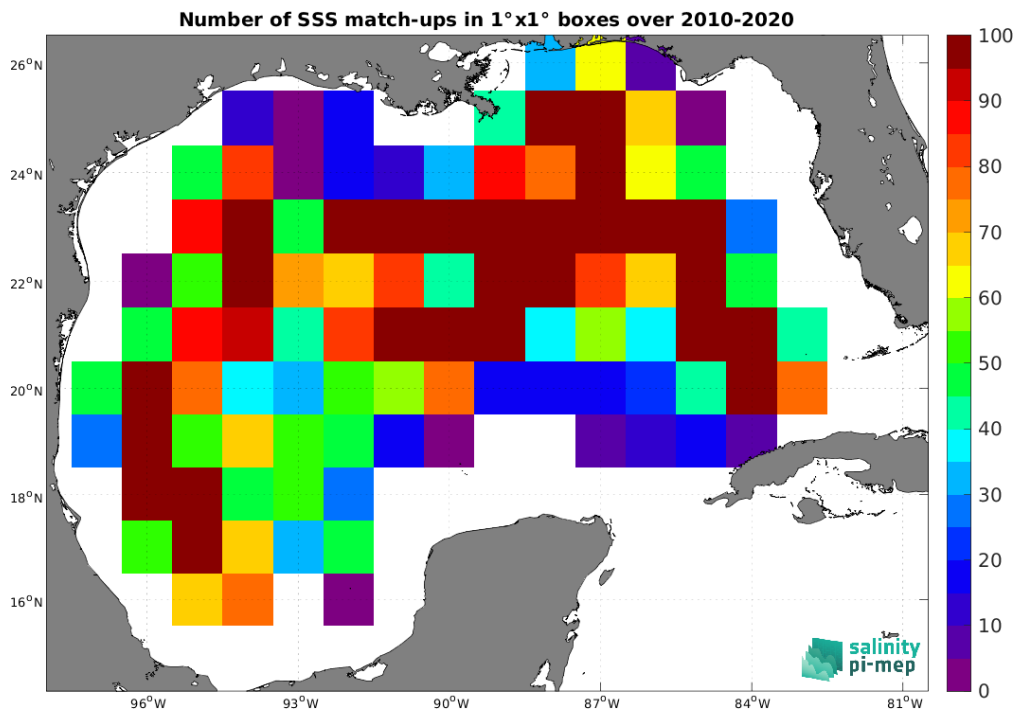 Number of SSS match-ups in 1°x1° boxes over 2010-2020
26°N
24°N
22°N
20°N
18°N
16°N
96°W
93°W
90°W
87°W
84°W
81°W
100
90
80
70
60
50
40
30
20
10
0
salinity
pi-mep